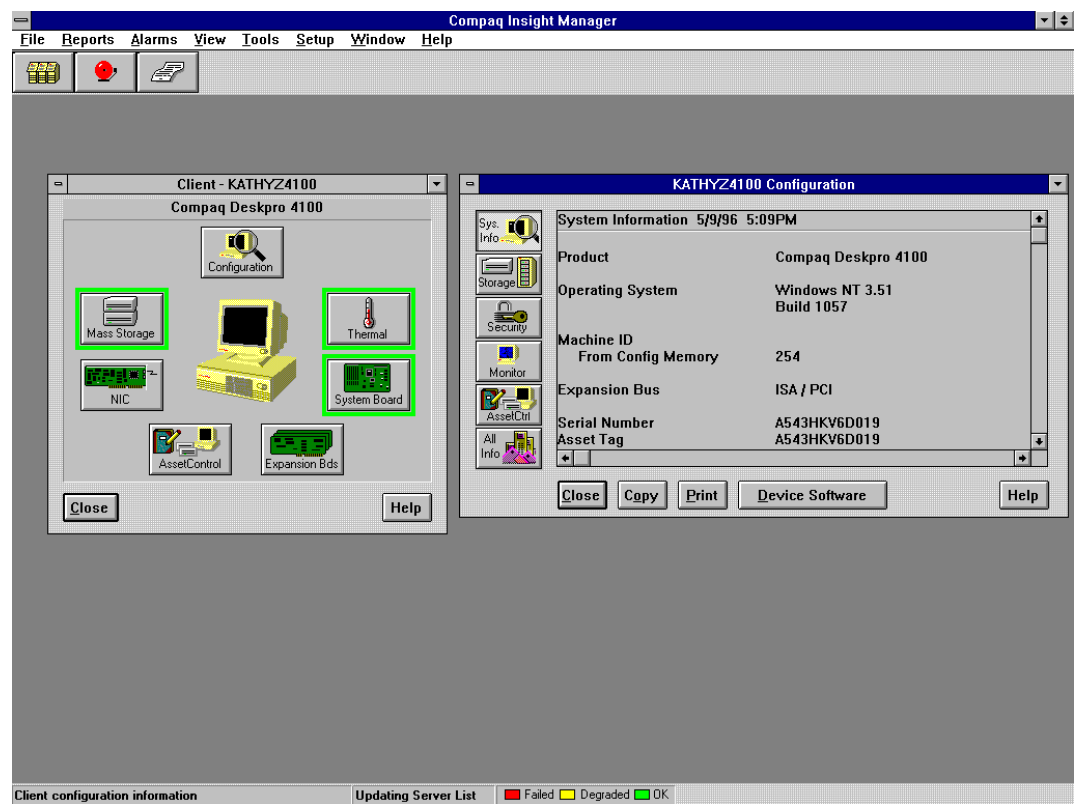 Compaq Insight Manager
File Reports Alarms View Tools Setup Window Help
Client - KATHYZ4100
Compaq Deskpro 4100
Configuration
Mass Storage
Thermal
NIC
System Board
AssetControl
Expansion Bds
Close
Help
KATHYZ4100 Configuration
Sys.
Info
Storage
Security
Monitor
AssetCtrl
All
Info
System Information 5/9/96 5:09PM
Product Compaq Deskpro 4100
Operating System Windows NT 3.51
Build 1057
Machine ID
From Config Memory 254
Expansion Bus ISA / PCI
Serial Number A543HKV6D019
Asset Tag A543HKV6D019
Close Copy Print Device Software Help
Client configuration information Updating Server List Failed Degraded OK